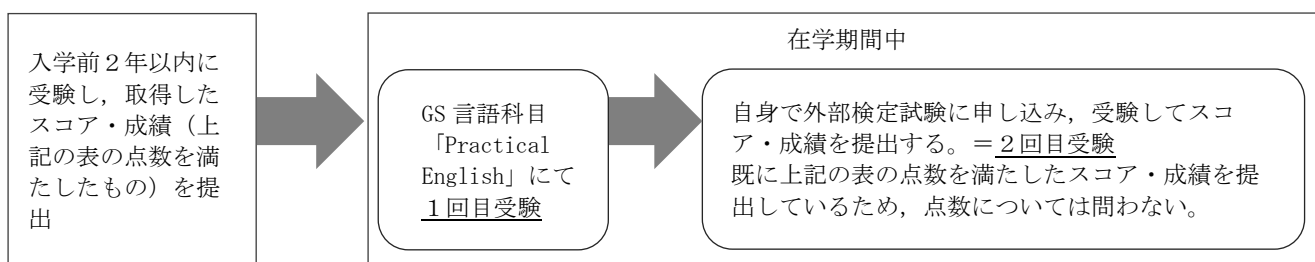 入学前２年以内に
受験し，取得した
スコア・成績（上
記の表の点数を満
たしたもの）を提
出
在学期間中
GS 言語科目
「Practical
English」にて
１回目受験
自身で外部検定試験に申し込み，受験してスコ
ア・成績を提出する。＝２回目受験
既に上記の表の点数を満たしたスコア・成績を提
出しているため，点数については問わない。